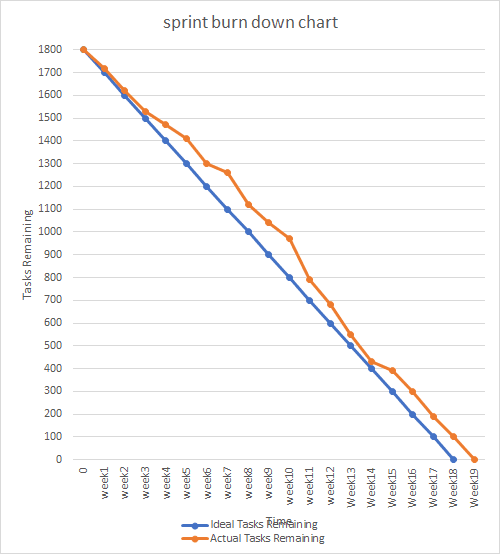 sprint burn down chart
Tasks Remaining
1800
1700
1600
1500
1400
1300
1200
1100
1000
900
800
700
600
500
400
300
200
100
0
0
week1
week2
week3
week4
week5
week6
week7
week8
week9
week10
week11
week12
Week13
Week14
Week15
Week16
Week17
Week18
Week19
Time
Ideal Tasks Remaining
Actual Tasks Remaining